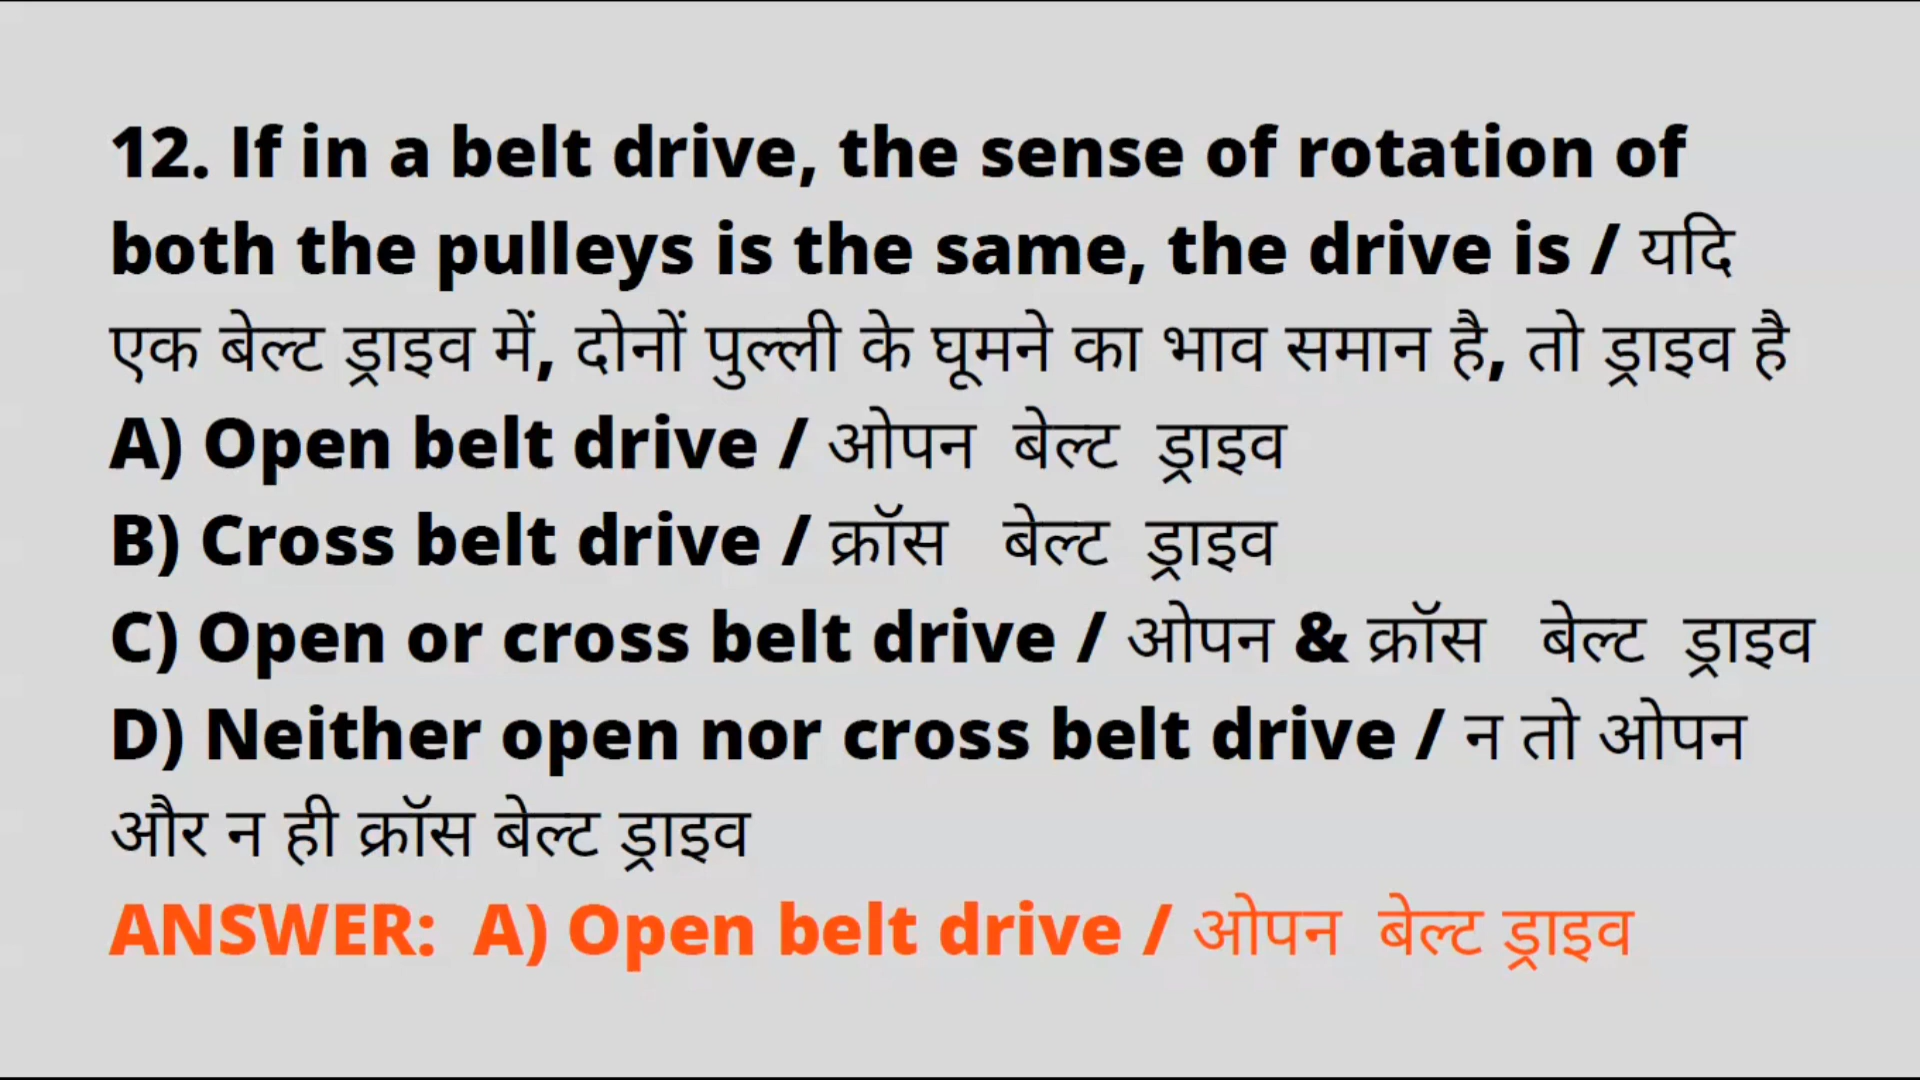 12. If in a belt drive, the sense of rotation of
both the pulleys is the same, the drive is / यदि
एक बेल्ट ड्राइव में, दोनों पुल्ली के घूमने का भाव समान है, तो ड्राइव है
A) Open belt drive / ओपन बेल्ट ड्राइव
B) Cross belt drive / क्रॉस बेल्ट ड्राइव
C) Open or cross belt drive / ओपन & क्रॉस बेल्ट ड्राइव
D) Neither open nor cross belt drive / न तो ओपन
और न ही क्रॉस बेल्ट ड्राइव
ANSWER: A) Open belt drive / ओपन बेल्ट ड्राइव